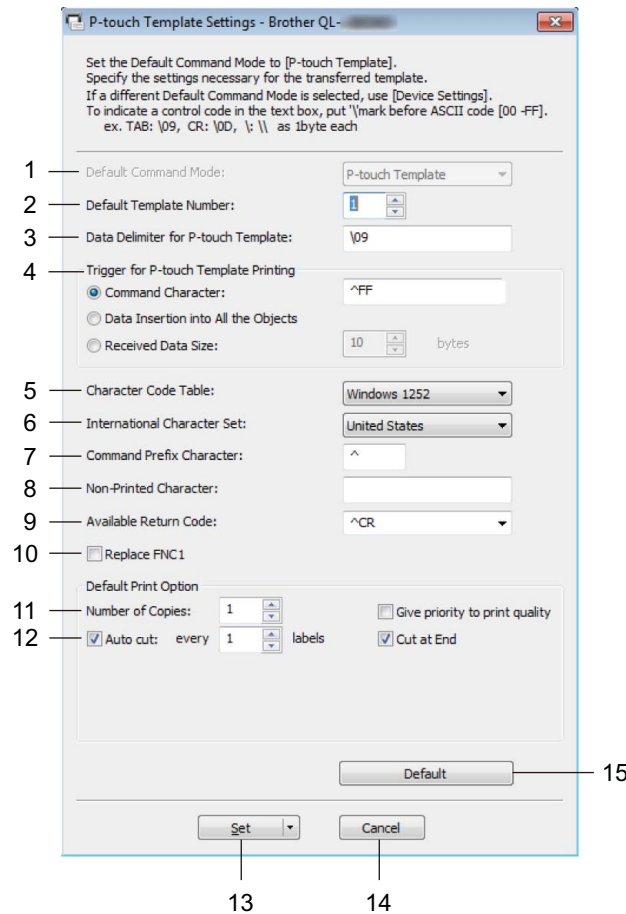 P-touch Template Settings - Brother QL-
Set the Default Command Mode to [P-touch Template].
Specify the settings necessary for the transferred template.
If a different Default Command Mode is selected, use [Device Settings].
To indicate a control code in the text box, put '\'mark before ASCII code [00 -FF].
ex. TAB: \09, CR: \0D, \: \\ as 1byte each
1 Default Command Mode: P-touch Template
2 Default Template Number: 1
3 Data Delimiter for P-touch Template: \09
4 Trigger for P-touch Template Printing
Command Character: ^FF
Data Insertion into All the Objects
Received Data Size: 10 bytes
5 Character Code Table: Windows 1252
6 International Character Set: United States
7 Command Prefix Character: ^
8 Non-Printed Character:
9 Available Return Code: ^CR
10 Replace FNC1
Default Print Option
11 Number of Copies: 1 Give priority to print quality
12 Auto cut: every 1 labels Cut at End
Default 15
Set Cancel
13 14